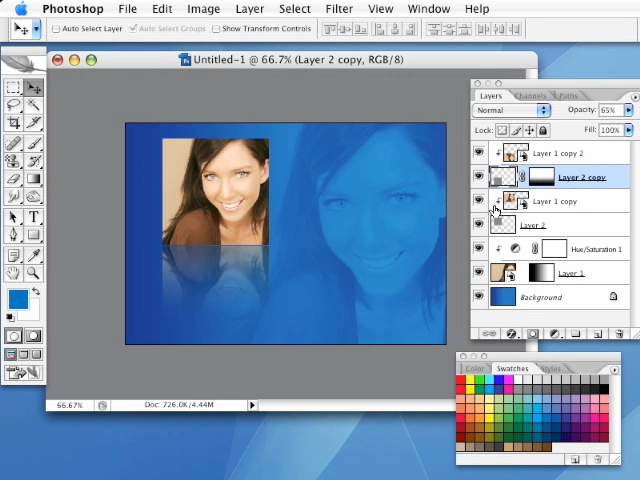 Photoshop File Edit Image Layer Select Filter View Window Help
Auto Select Layer Auto Select Groups Show Transform Controls
Untitled-1 @ 66.7% (Layer 2 copy, RGB/8)
Layers Channels Paths
Normal Opacity: 65%
Lock: Fill: 100%
Layer 1 copy 2
Layer 2 copy
Layer 1 copy
Layer 2
Hue/Saturation 1
Layer 1
Background
Color Swatches Styles
66.67% Doc: 726.0K/4.44M